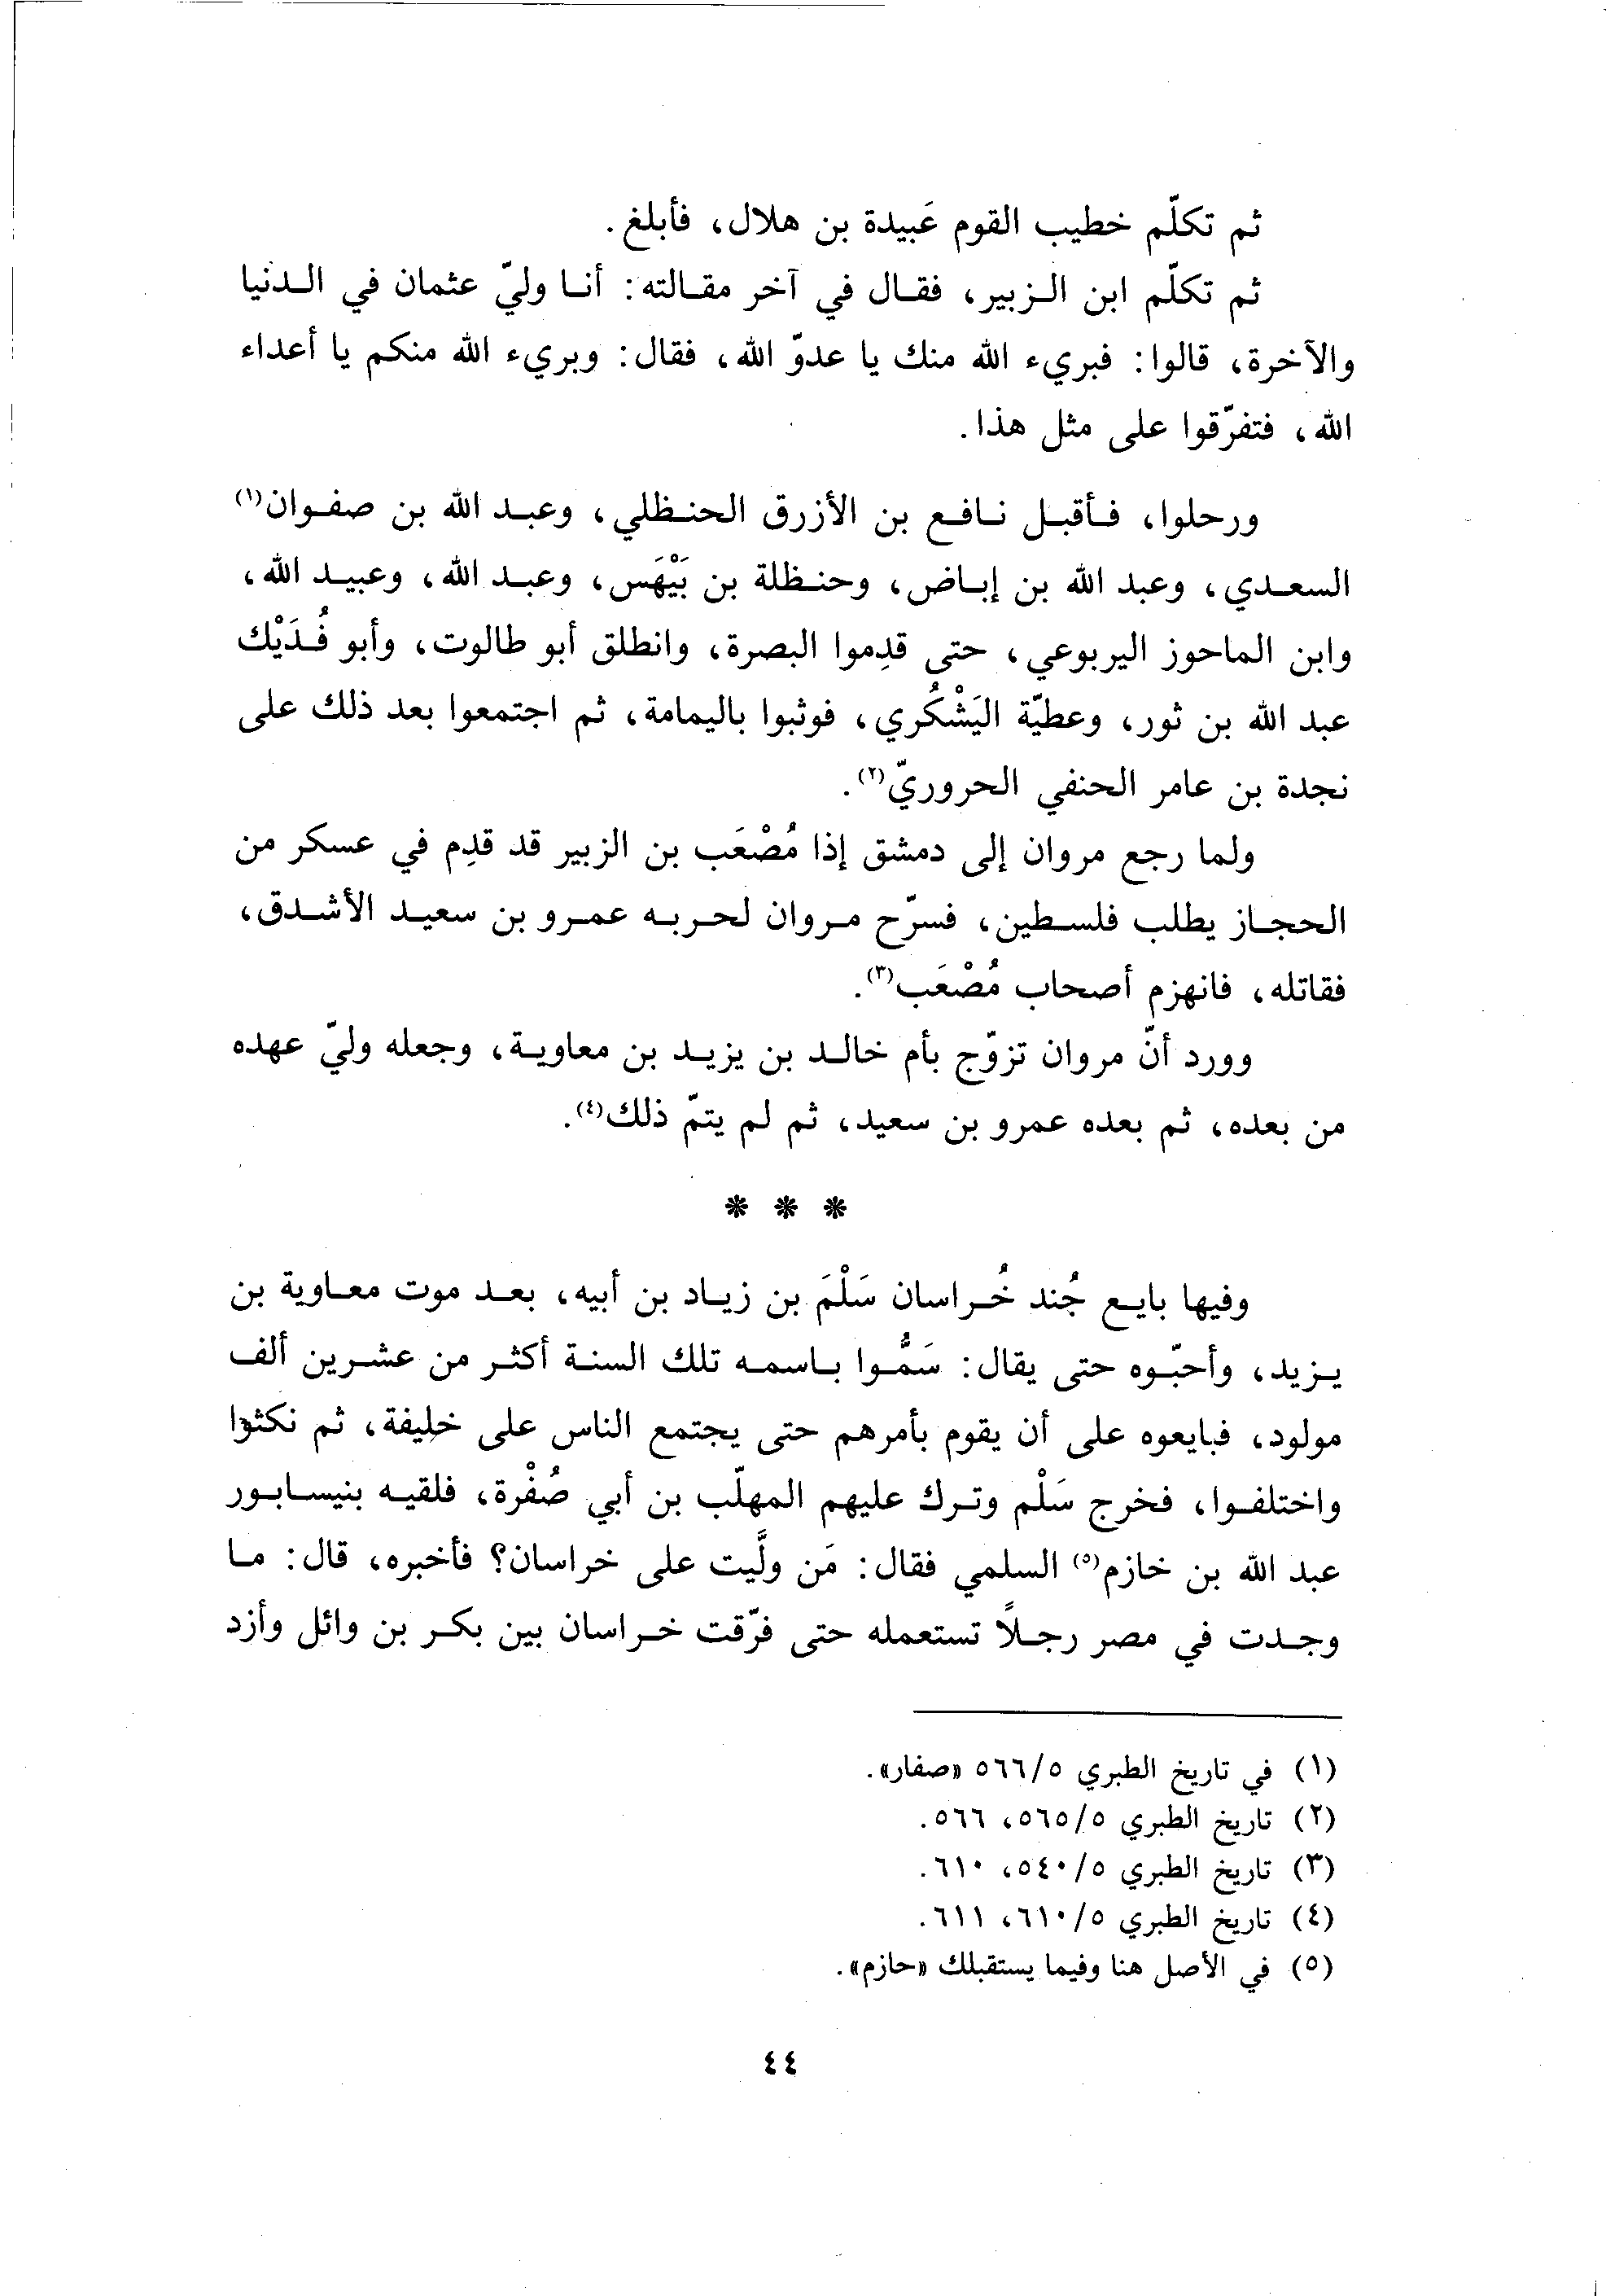 ثم تكلّم خطيب القوم عَبيدة بن هلال، فأبلغ.
ثم تكلّم ابن الزبير، فقال في آخر مقالته: أنا وليّ عثمان في الدنيا
والآخرة، قالوا: فبريء الله منك يا عدوّ الله، فقال: وبريء الله منكم يا أعداء
الله، فتفرّقوا على مثل هذا.
ورحلوا، فأقبل نافع بن الأزرق الحنظلي، وعبد الله بن صفوان(١)
السعدي، وعبد الله بن إباض، وحنظلة بن بَيْهَس، وعبد الله، وعبيد الله،
وابن الماحوز اليربوعي، حتى قدِموا البصرة، وانطلق أبو طالوت، وأبو فُدَيْك
عبد الله بن ثور، وعطيّة اليَشْكُري، فوثبوا باليمامة، ثم اجتمعوا بعد ذلك على
نجدة بن عامر الحنفي الحروريّ(٢).
ولما رجع مروان إلى دمشق إذا مُصْعَب بن الزبير قد قدِم في عسكر من
الحجاز يطلب فلسطين، فسرّح مروان لحربه عمرو بن سعيد الأشدق،
فقاتله، فانهزم أصحاب مُصْعَب(٣).
وورد أنّ مروان تزوّج بأم خالد بن يزيد بن معاوية، وجعله وليّ عهده
من بعده، ثم بعده عمرو بن سعيد، ثم لم يتمّ ذلك(٤).
* * *
وفيها بايع جُند خُراسان سَلْمَ بن زياد بن أبيه، بعد موت معاوية بن
يزيد، وأحبّوه حتى يقال: سَمُّوا باسمه تلك السنة أكثر من عشرين ألف
مولود، فبايعوه على أن يقوم بأمرهم حتى يجتمع الناس على خليفة، ثم نكثوا
واختلفوا، فخرج سَلْم وترك عليهم المهلّب بن أبي صُفْرة، فلقيه بنيسابور
عبد الله بن خازم(٥) السلمي فقال: مَن ولَّيت على خراسان؟ فأخبره، قال: ما
وجدت في مصر رجلاً تستعمله حتى فرّقت خراسان بين بكر بن وائل وأزد
(١) في تاريخ الطبري ٥/ ٥٦٦ «صفار».
(٢) تاريخ الطبري ٥/ ٥٦٥، ٥٦٦.
(٣) تاريخ الطبري ٥/ ٥٤٠، ٦١٠.
(٤) تاريخ الطبري ٥/ ٦١٠، ٦١١.
(٥) في الأصل هنا وفيما يستقبلك «حازم».
٤٤